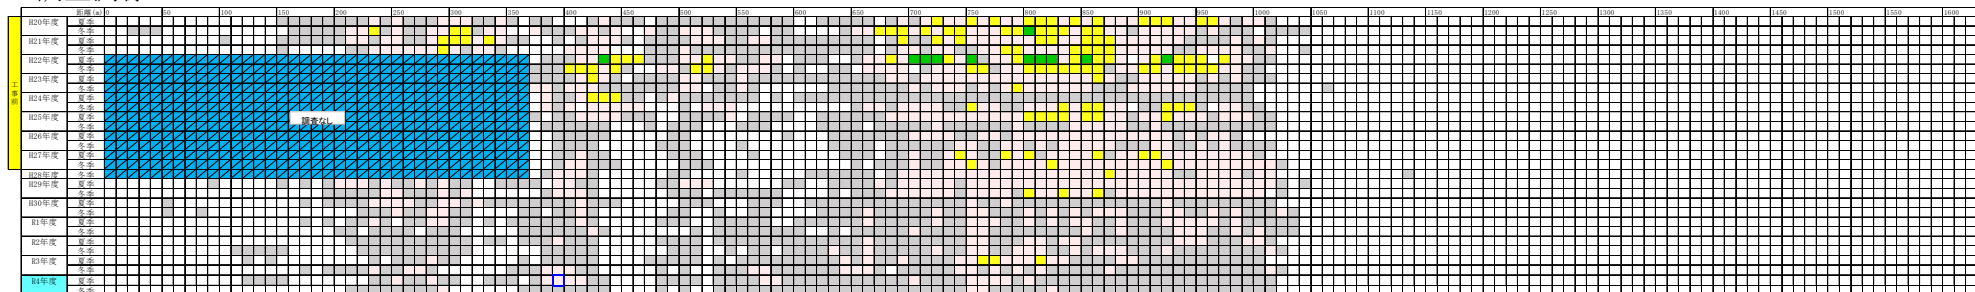 距離(m) 0 50 100 150 200 250 300 350 400 450 500 550 600 650 700 750 800 850 900 950 1000 1050 1100 1150 1200 1250 1300 1350 1400 1450 1500 1550 1600
工事前
H20年度 夏季
冬季
H21年度 夏季
冬季
H22年度 夏季
冬季
H23年度 夏季
冬季
H24年度 夏季
冬季
H25年度 夏季
冬季
H26年度 夏季
冬季
H27年度 夏季
冬季
H28年度 冬季
H29年度 夏季
冬季
H30年度 夏季
冬季
R1年度 夏季
冬季
R2年度 夏季
冬季
R3年度 夏季
冬季
R4年度 夏季
冬季
調査なし